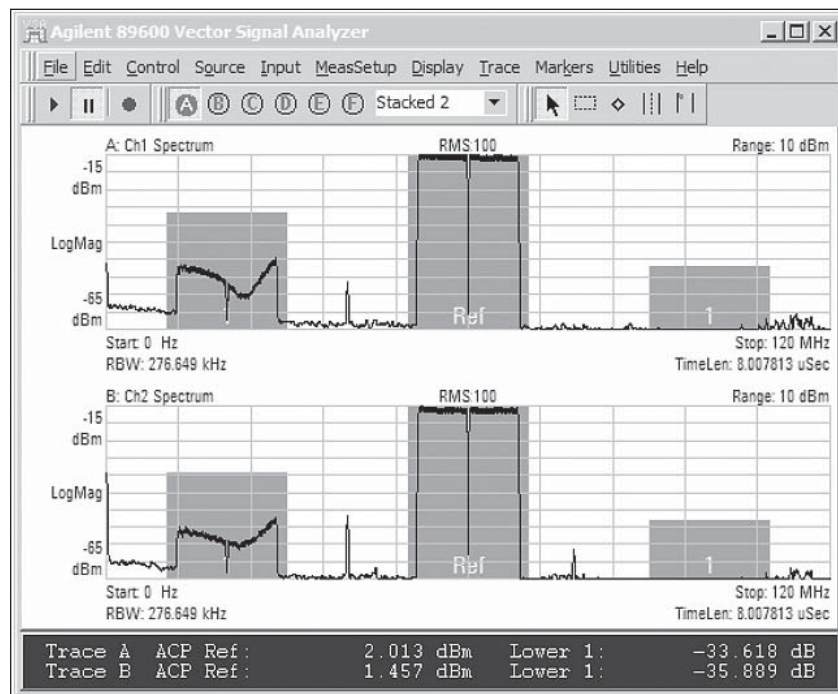 Agilent 89600 Vector Signal Analyzer
File Edit Control Source Input MeasSetup Display Trace Markers Utilities Help
A B C D E F Stacked 2
A: Ch1 Spectrum RMS:100 Range: 10 dBm
-15
dBm
LogMag
-65
dBm
Ref 1
Start: 0 Hz Stop: 120 MHz
RBW: 276.649 kHz TimeLen: 8.007813 uSec
B: Ch2 Spectrum RMS:100 Range: 10 dBm
-15
dBm
LogMag
-65
dBm
Ref 1
Start: 0 Hz Stop: 120 MHz
RBW: 276.649 kHz TimeLen: 8.007813 uSec
Trace A ACP Ref: 2.013 dBm Lower 1: -33.618 dB
Trace B ACP Ref: 1.457 dBm Lower 1: -35.889 dB